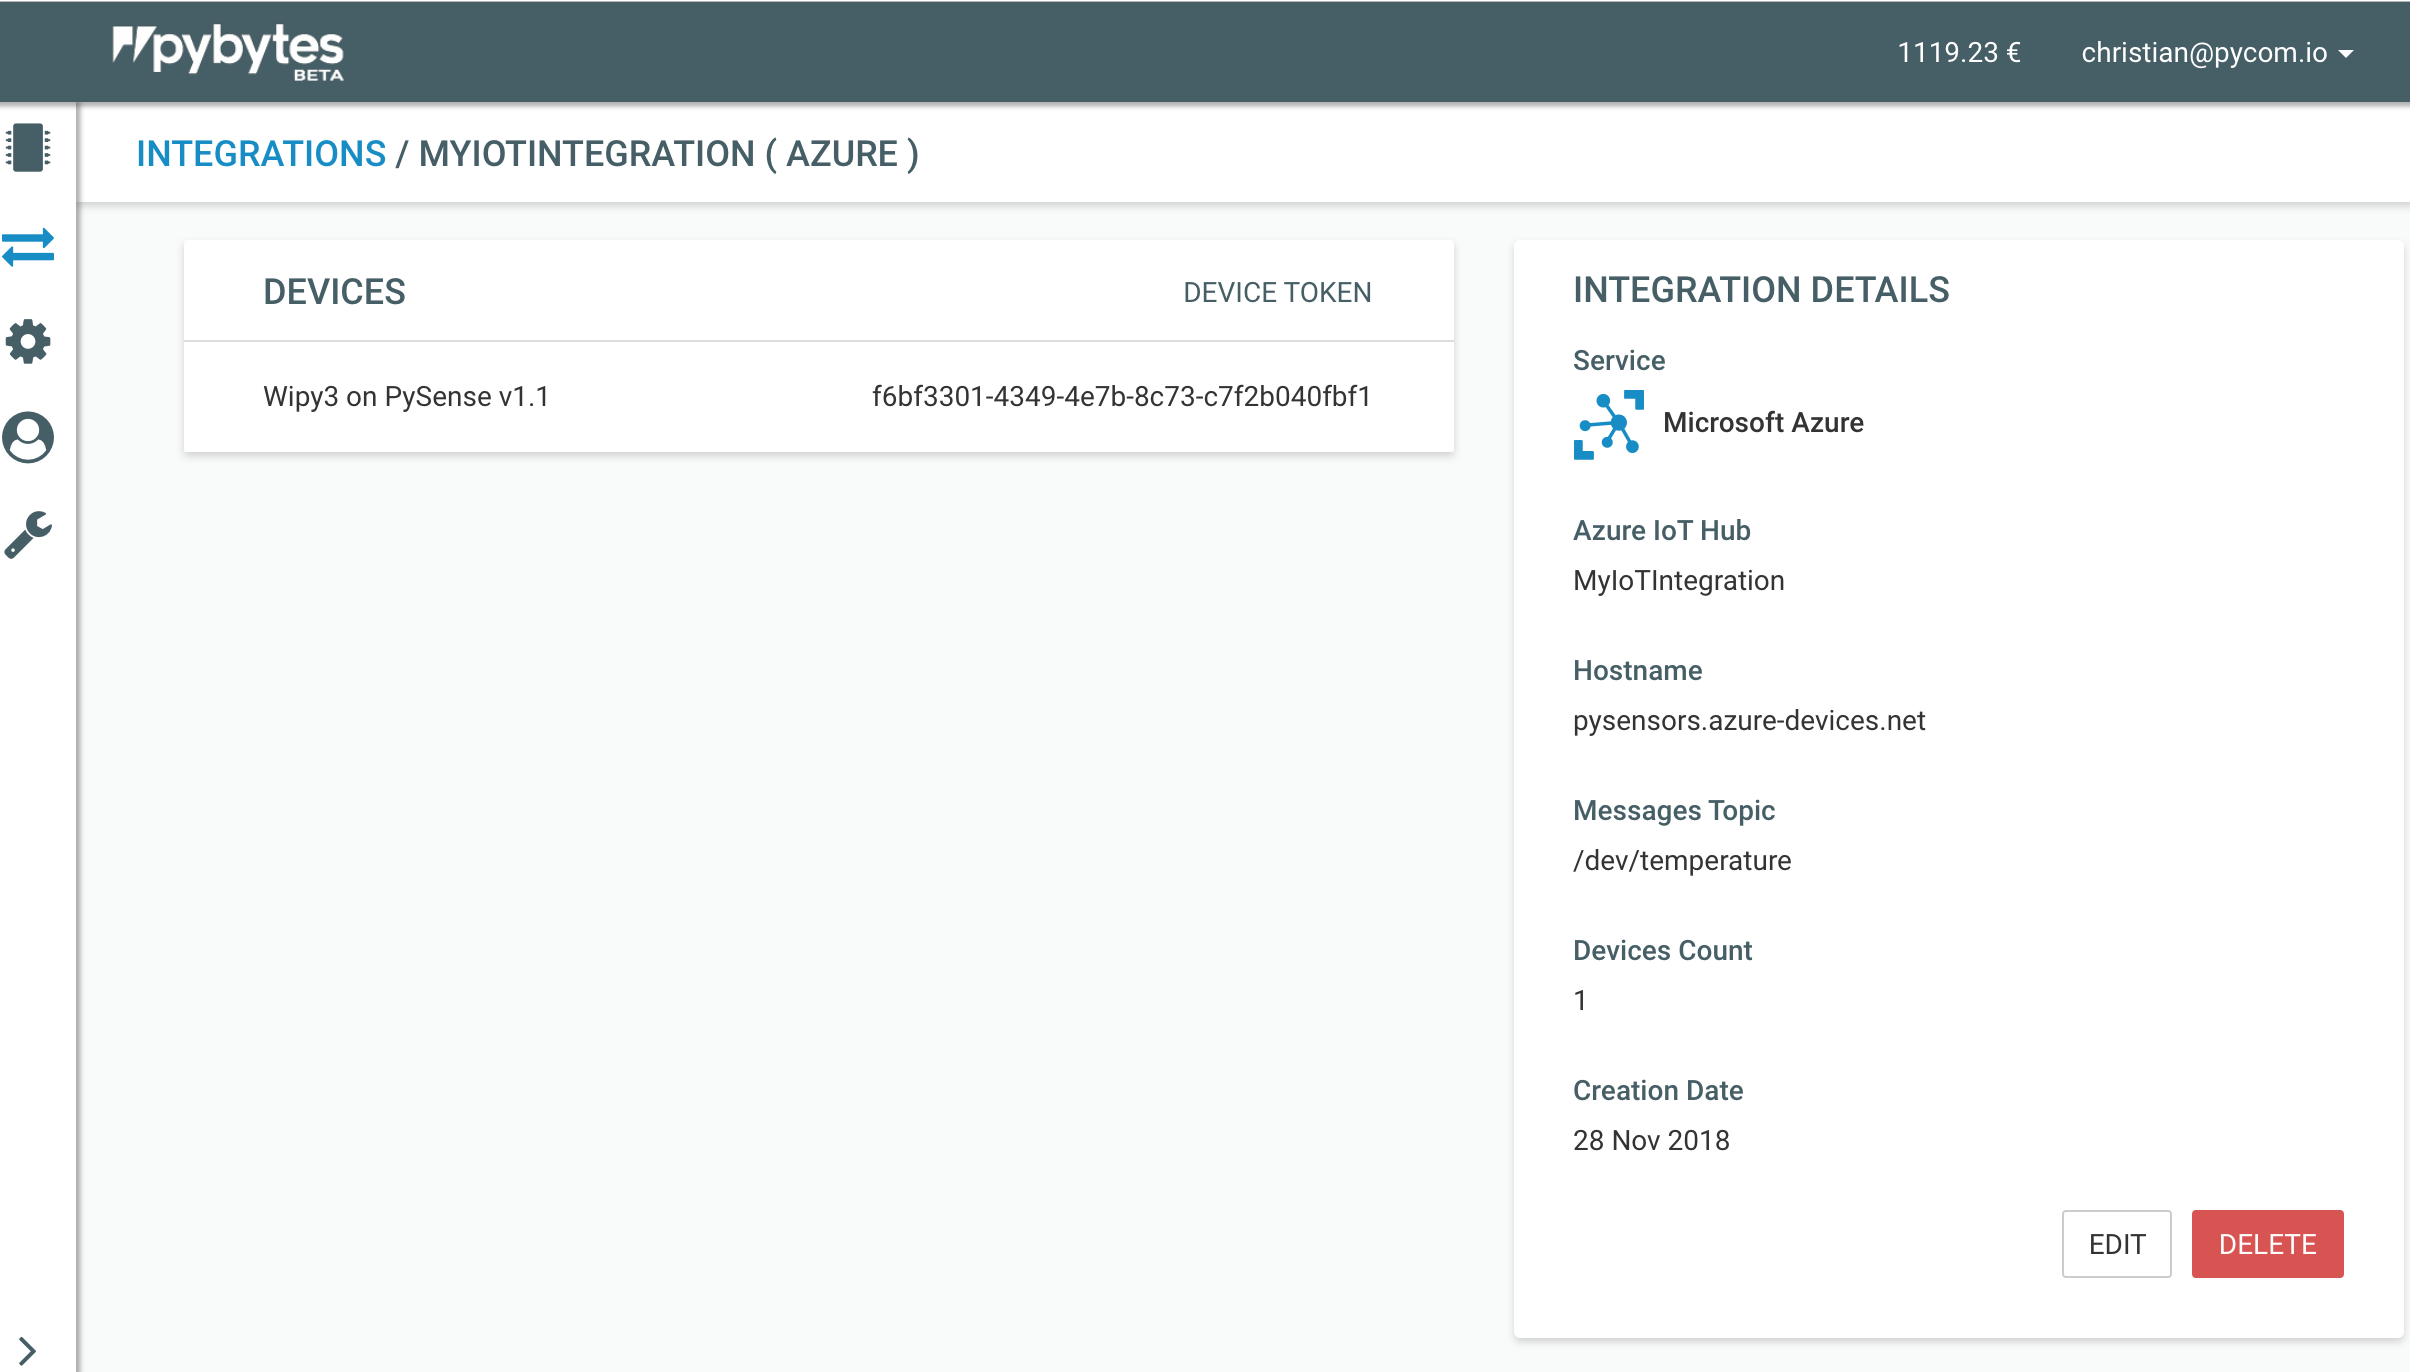 pybytes
BETA
1119.23 €
christian@pycom.io
INTEGRATIONS / MYIOTINTEGRATION ( AZURE )
DEVICES
DEVICE TOKEN
Wipy3 on PySense v1.1
f6bf3301-4349-4e7b-8c73-c7f2b040fbf1
INTEGRATION DETAILS
Service
Microsoft Azure
Azure IoT Hub
MyIoTIntegration
Hostname
pysensors.azure-devices.net
Messages Topic
/dev/temperature
Devices Count
1
Creation Date
28 Nov 2018
EDIT
DELETE